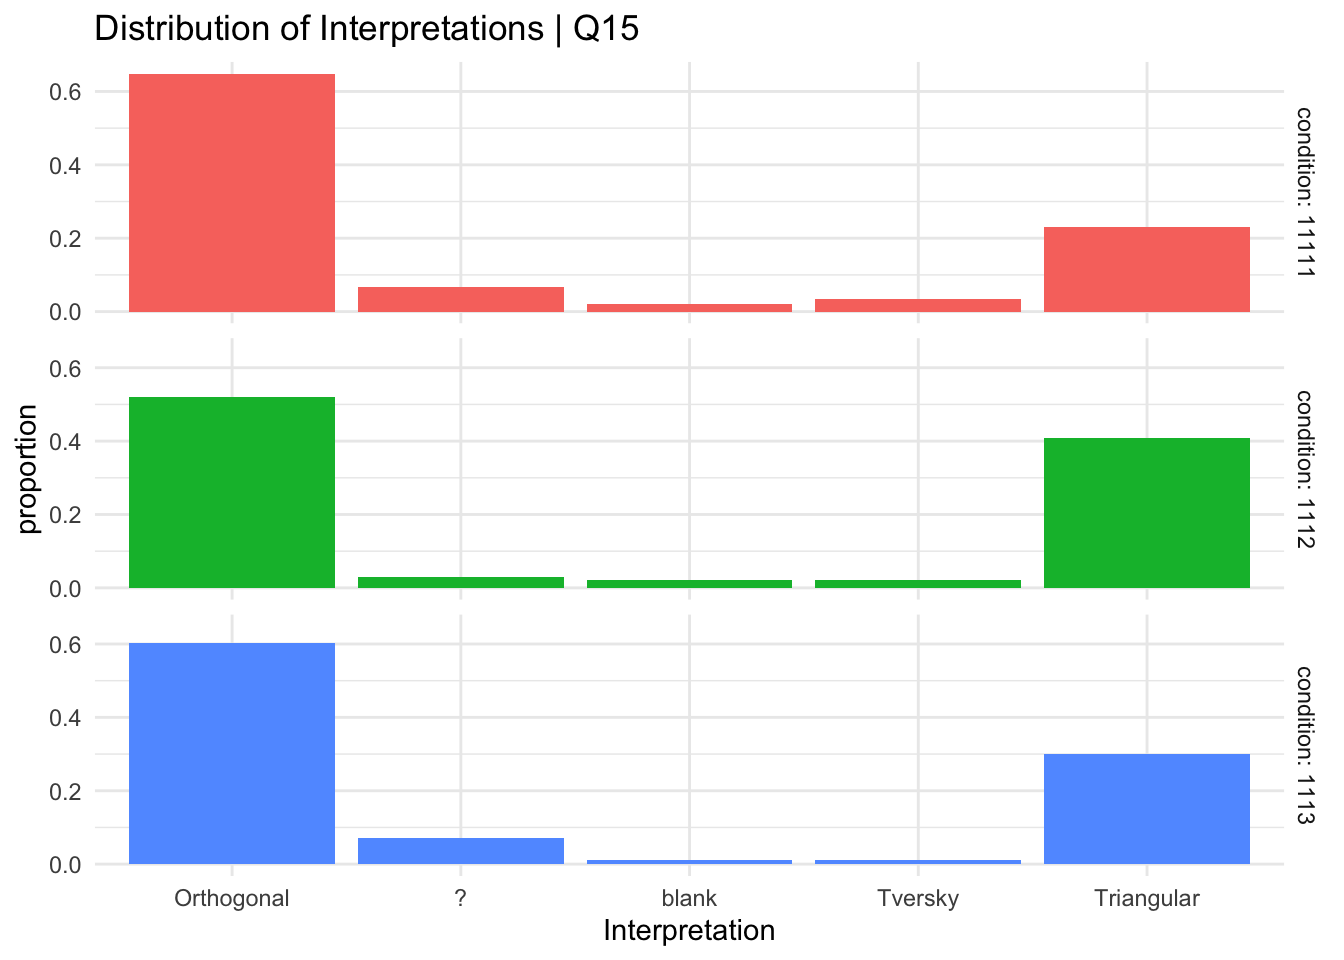 Distribution of Interpretations | Q15
proportion
0.6
0.4
0.2
0.0
condition: 11111
0.6
0.4
0.2
0.0
condition: 1112
0.6
0.4
0.2
0.0
condition: 1113
Orthogonal ? blank Tversky Triangular
Interpretation